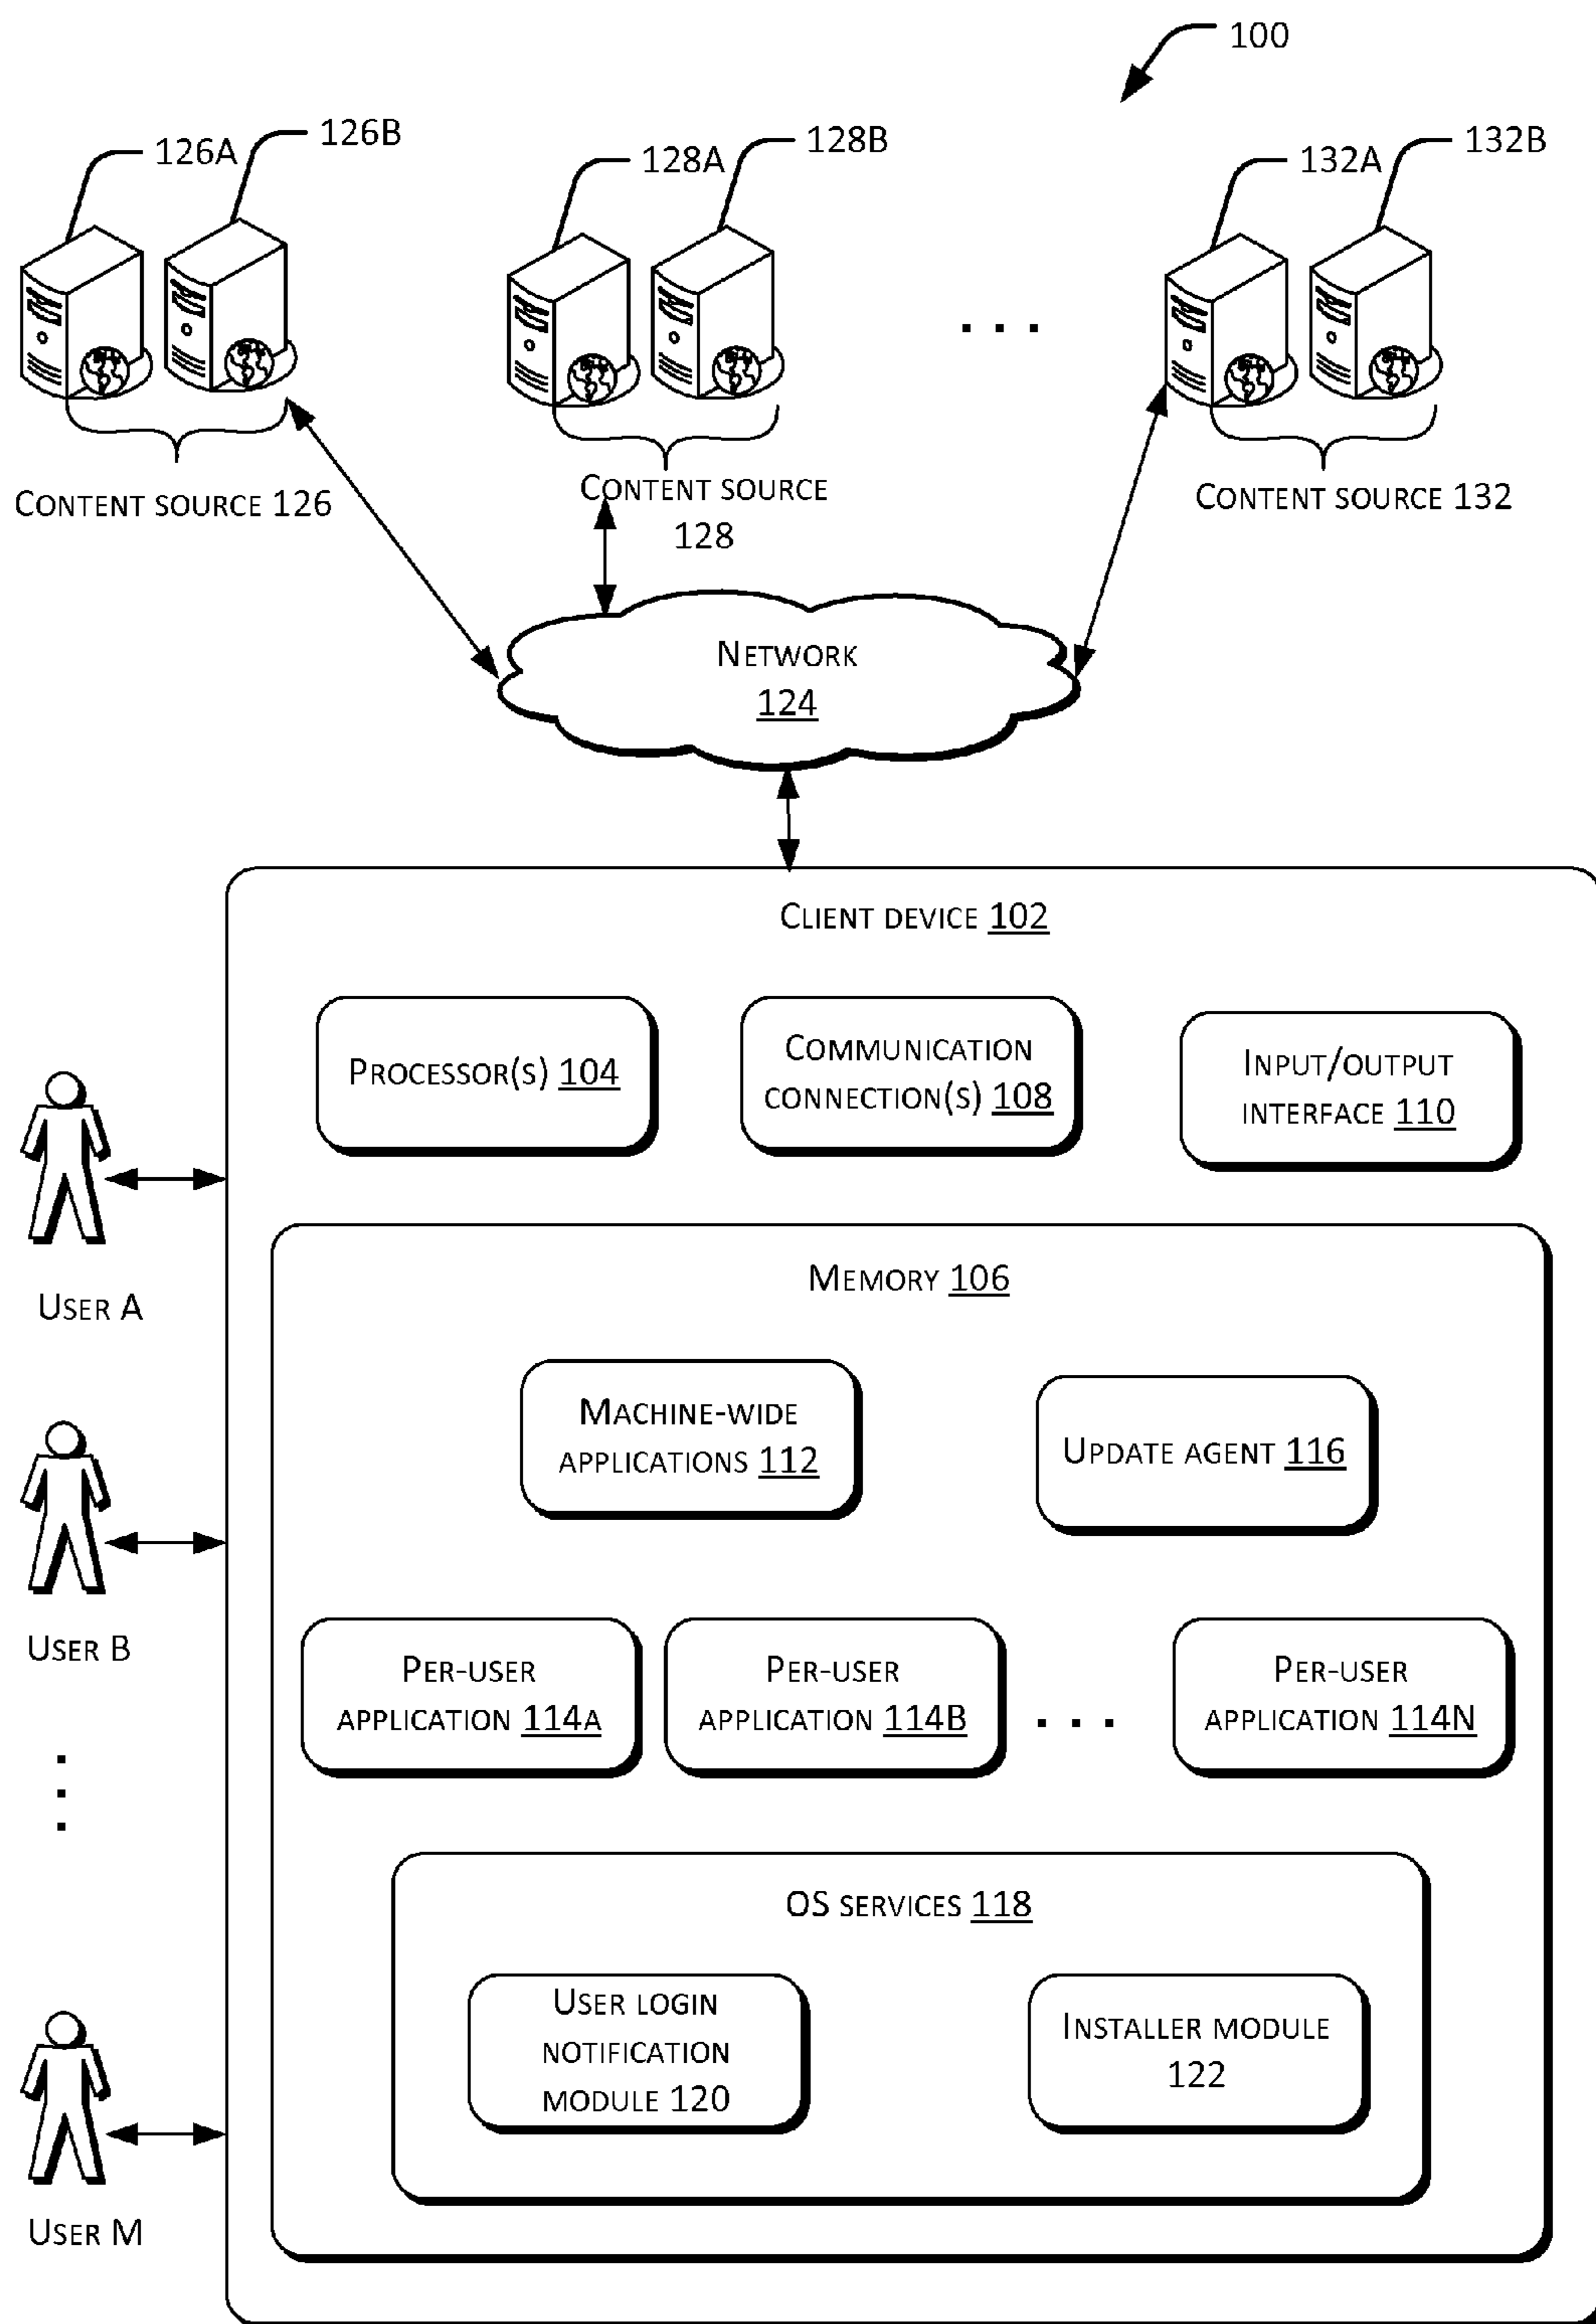 100
126A
126B
128A
128B
132A
132B
CONTENT SOURCE 126
CONTENT SOURCE
128
CONTENT SOURCE 132
NETWORK
124
CLIENT DEVICE 102
PROCESSOR(S) 104
COMMUNICATION
CONNECTION(S) 108
INPUT/OUTPUT
INTERFACE 110
USER A
MEMORY 106
MACHINE-WIDE
APPLICATIONS 112
UPDATE AGENT 116
USER B
PER-USER
APPLICATION 114A
PER-USER
APPLICATION 114B
. . .
PER-USER
APPLICATION 114N
OS SERVICES 118
USER LOGIN
NOTIFICATION
MODULE 120
INSTALLER MODULE
122
USER M